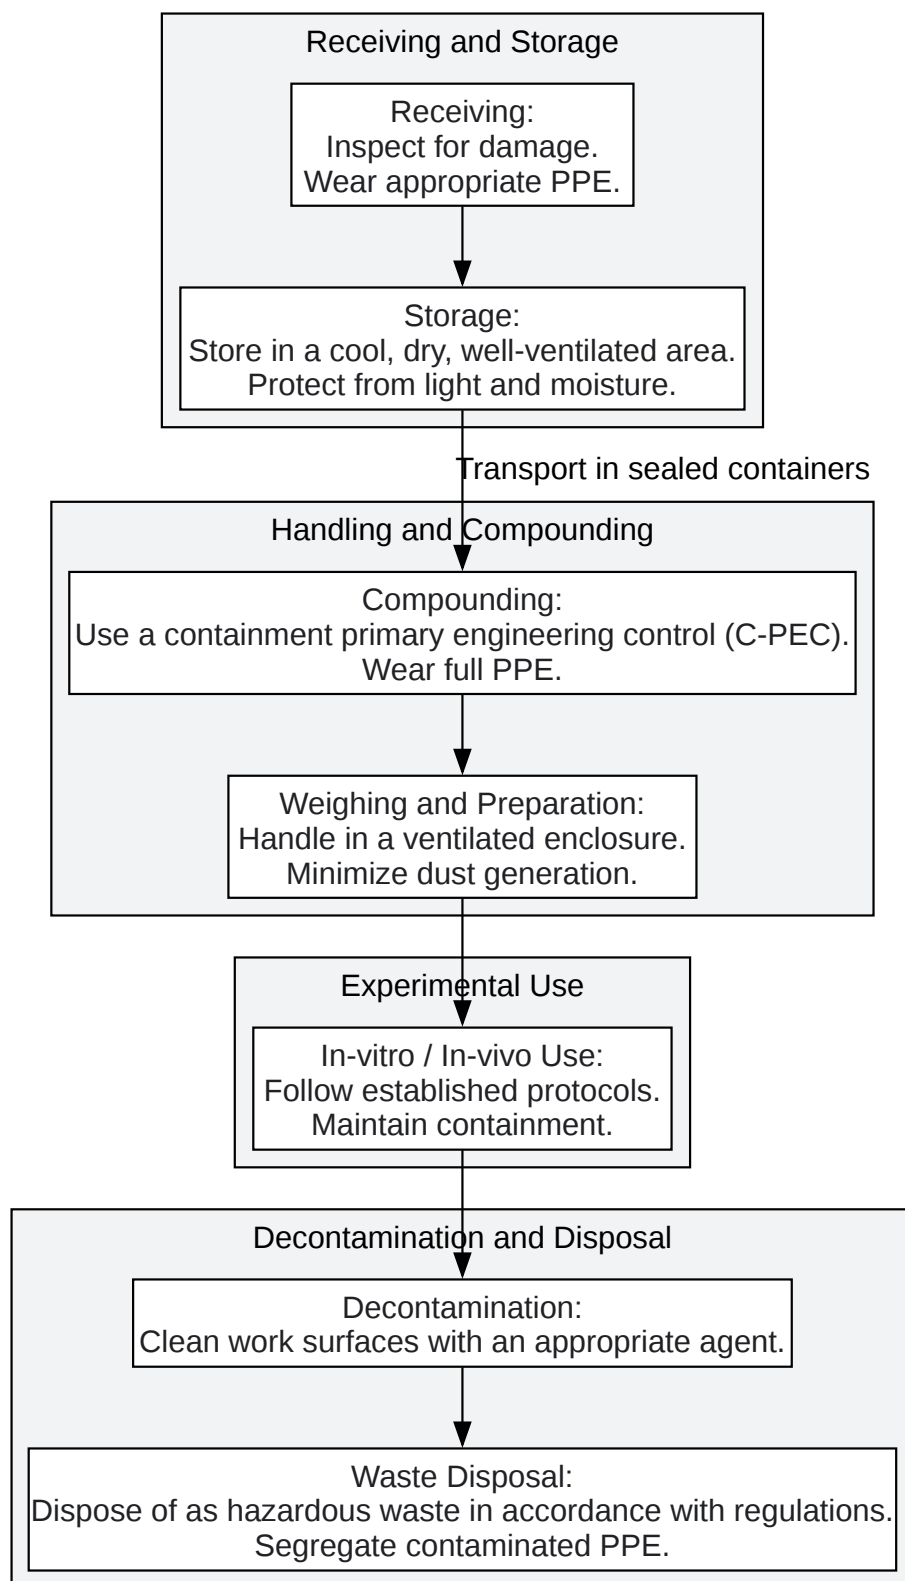 Receiving and Storage
Receiving:
Inspect for damage.
Wear appropriate PPE.
Storage:
Store in a cool, dry, well-ventilated area.
Protect from light and moisture.
Transport in sealed containers
Handling and Compounding
Compounding:
Use a containment primary engineering control (C-PEC).
Wear full PPE.
Weighing and Preparation:
Handle in a ventilated enclosure.
Minimize dust generation.
Experimental Use
In-vitro / In-vivo Use:
Follow established protocols.
Maintain containment.
Decontamination and Disposal
Decontamination:
Clean work surfaces with an appropriate agent.
Waste Disposal:
Dispose of as hazardous waste in accordance with regulations.
Segregate contaminated PPE.